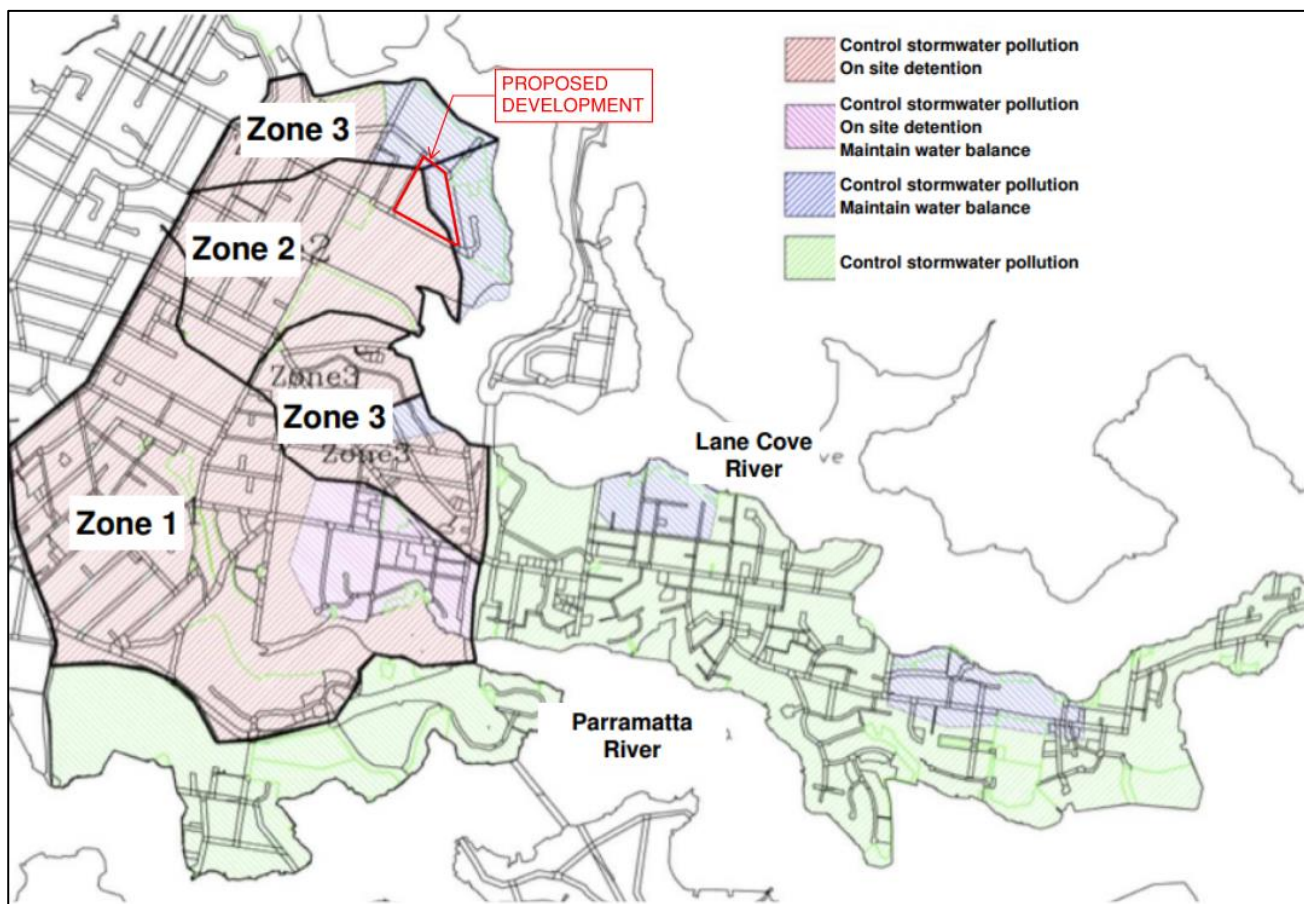 Control stormwater pollution
On site detention
PROPOSED
DEVELOPMENT
Control stormwater pollution
On site detention
Maintain water balance
Zone 3
Control stormwater pollution
Maintain water balance
Zone 2
2
Control stormwater pollution
Zone3
Zone 3
Zone3
Lane Cove
River
ve
Zone 1
Parramatta
River